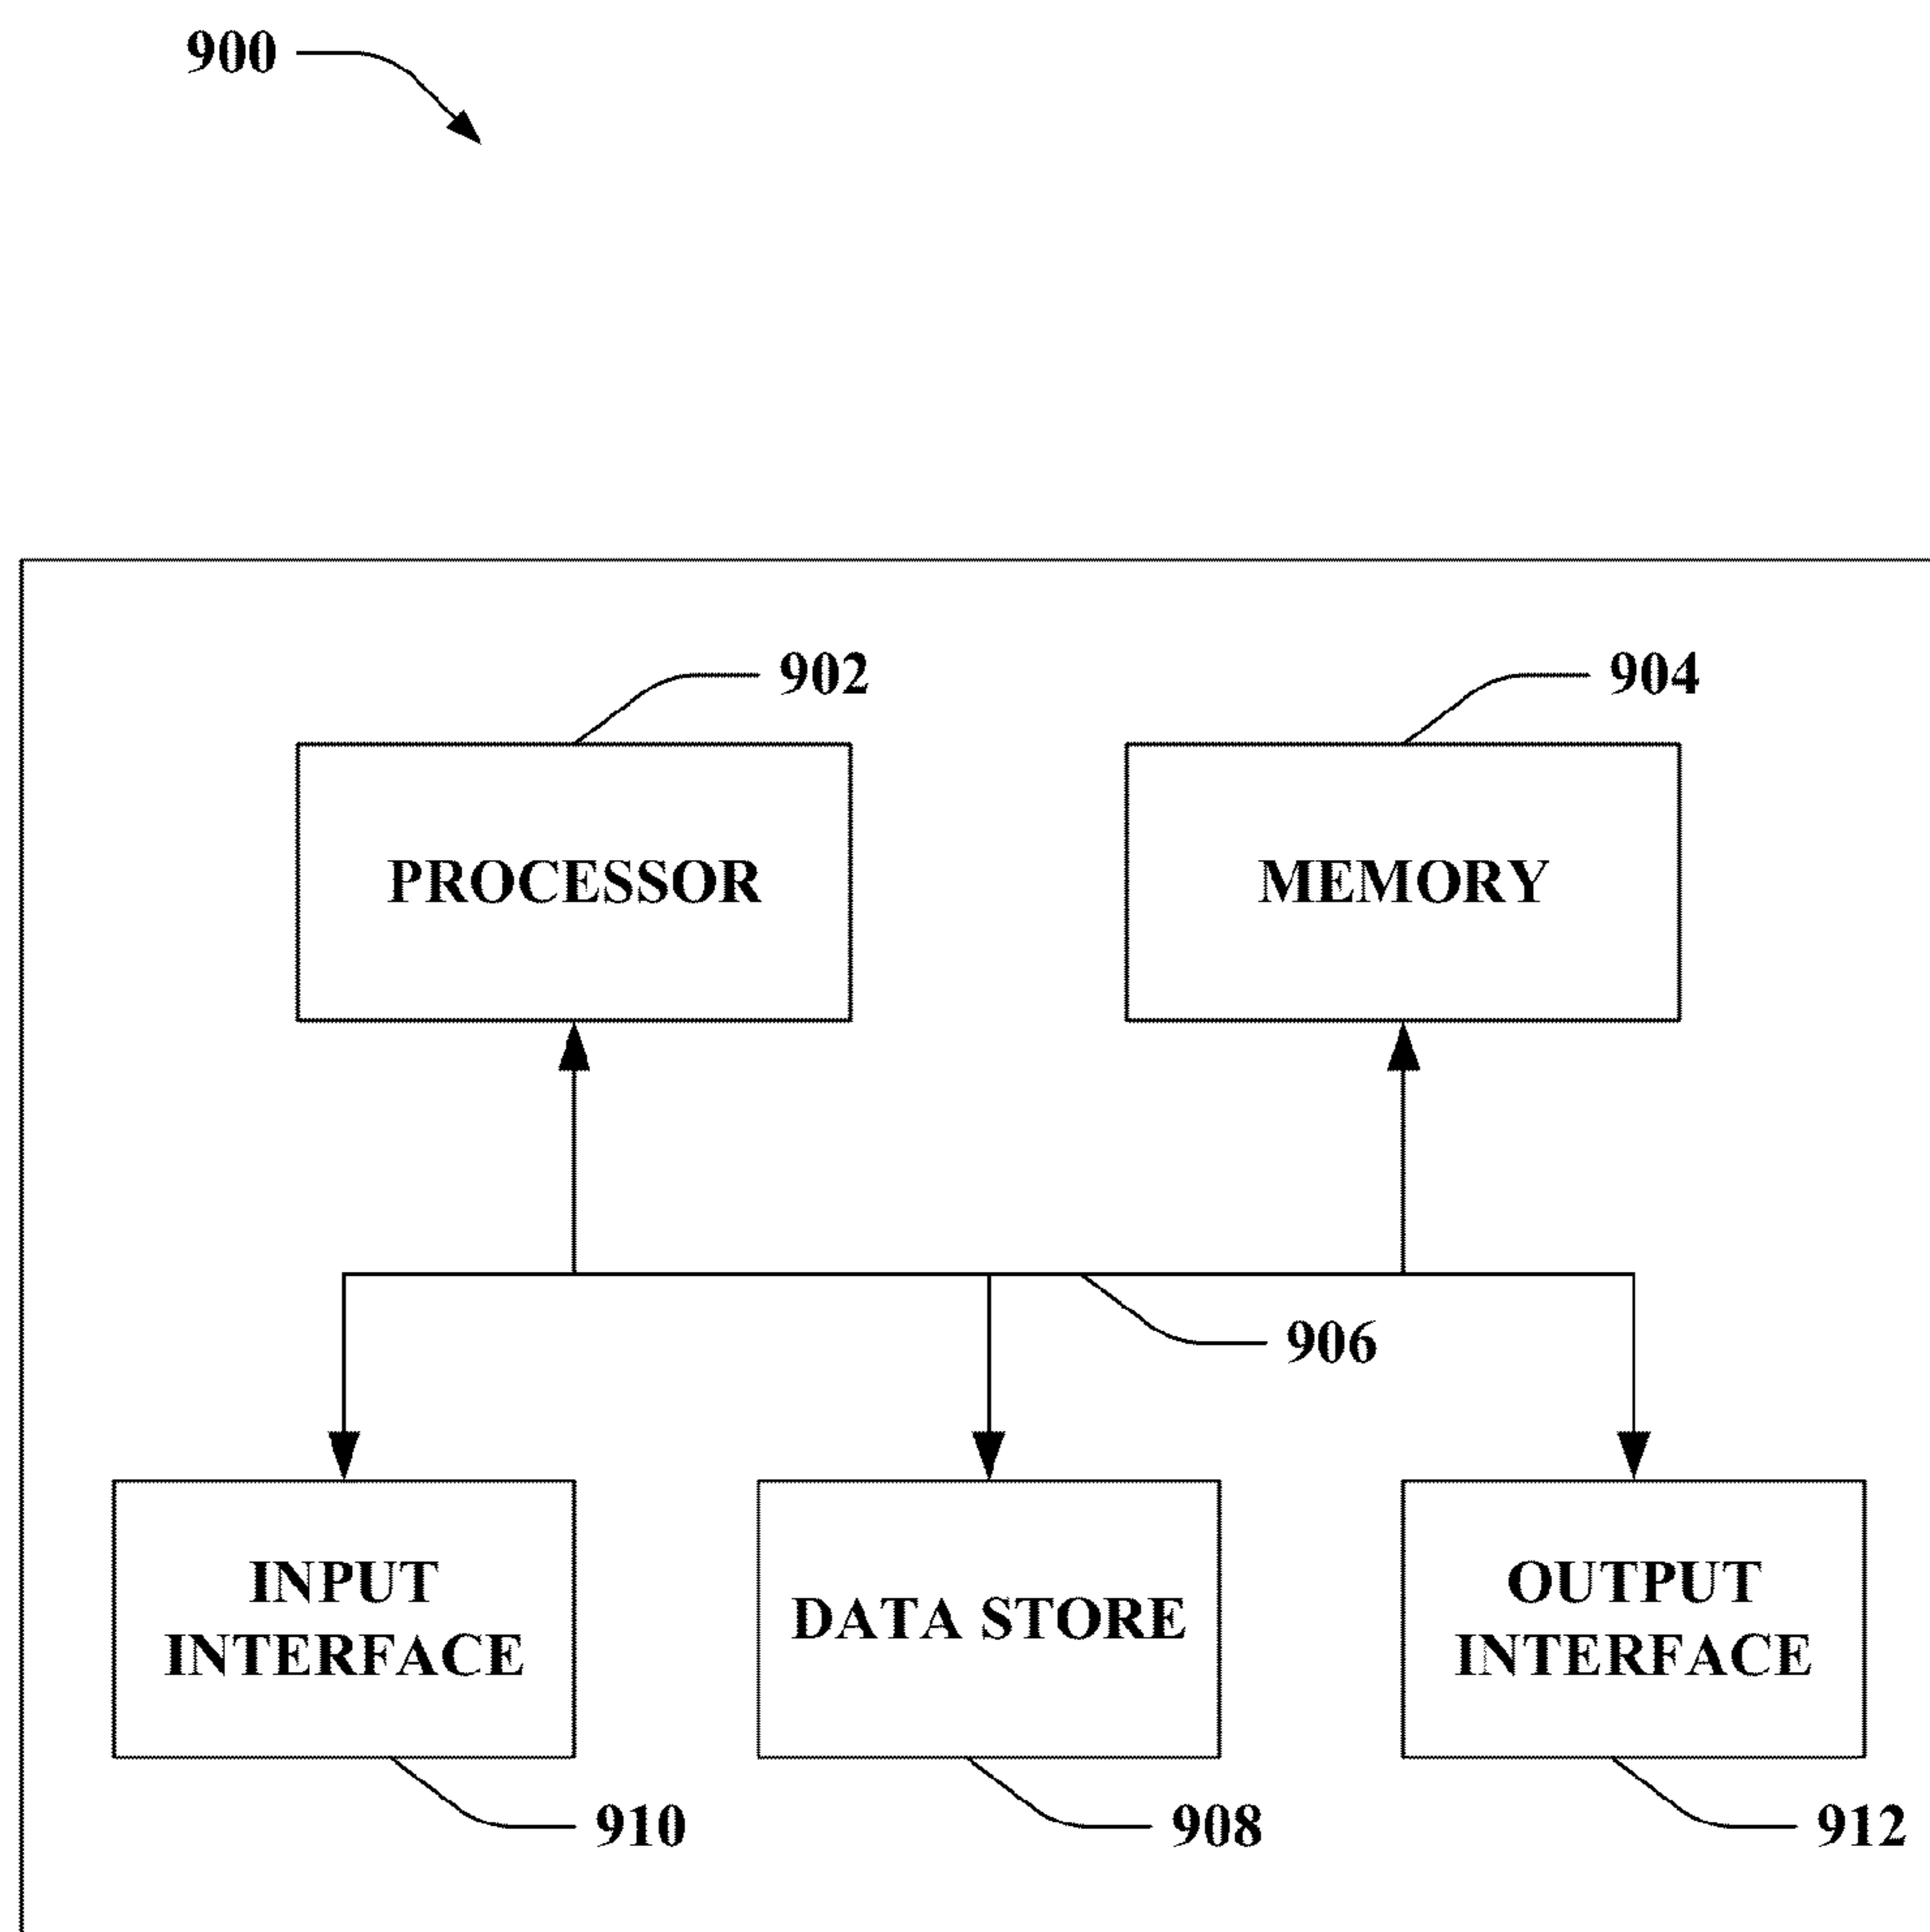 900
902
904
PROCESSOR
MEMORY
906
INPUT
INTERFACE
DATA STORE
OUTPUT
INTERFACE
910
908
912